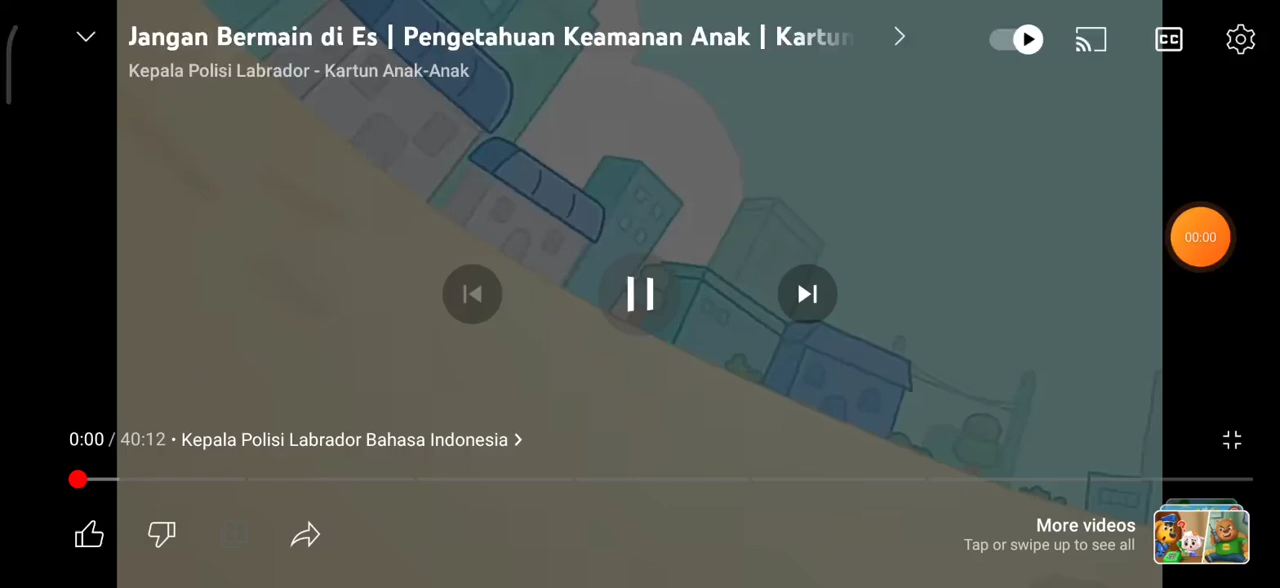 Jangan Bermain di Es | Pengetahuan Keamanan Anak | Kartun
Kepala Polisi Labrador - Kartun Anak-Anak
CC
00:00
0:00 / 40:12 • Kepala Polisi Labrador Bahasa Indonesia >
More videos
Tap or swipe up to see all